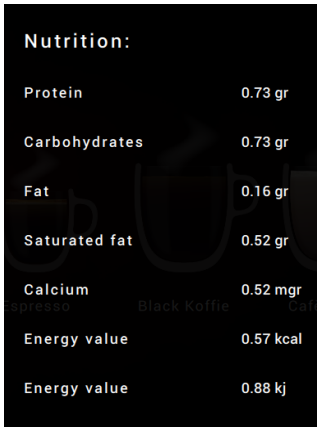 Nutrition:
Protein 0.73 gr
Carbohydrates 0.73 gr
Fat 0.16 gr
Saturated fat 0.52 gr
Calcium 0.52 mgr
Espresso Black Koffie
Energy value 0.57 kcal
Energy value 0.88 kj